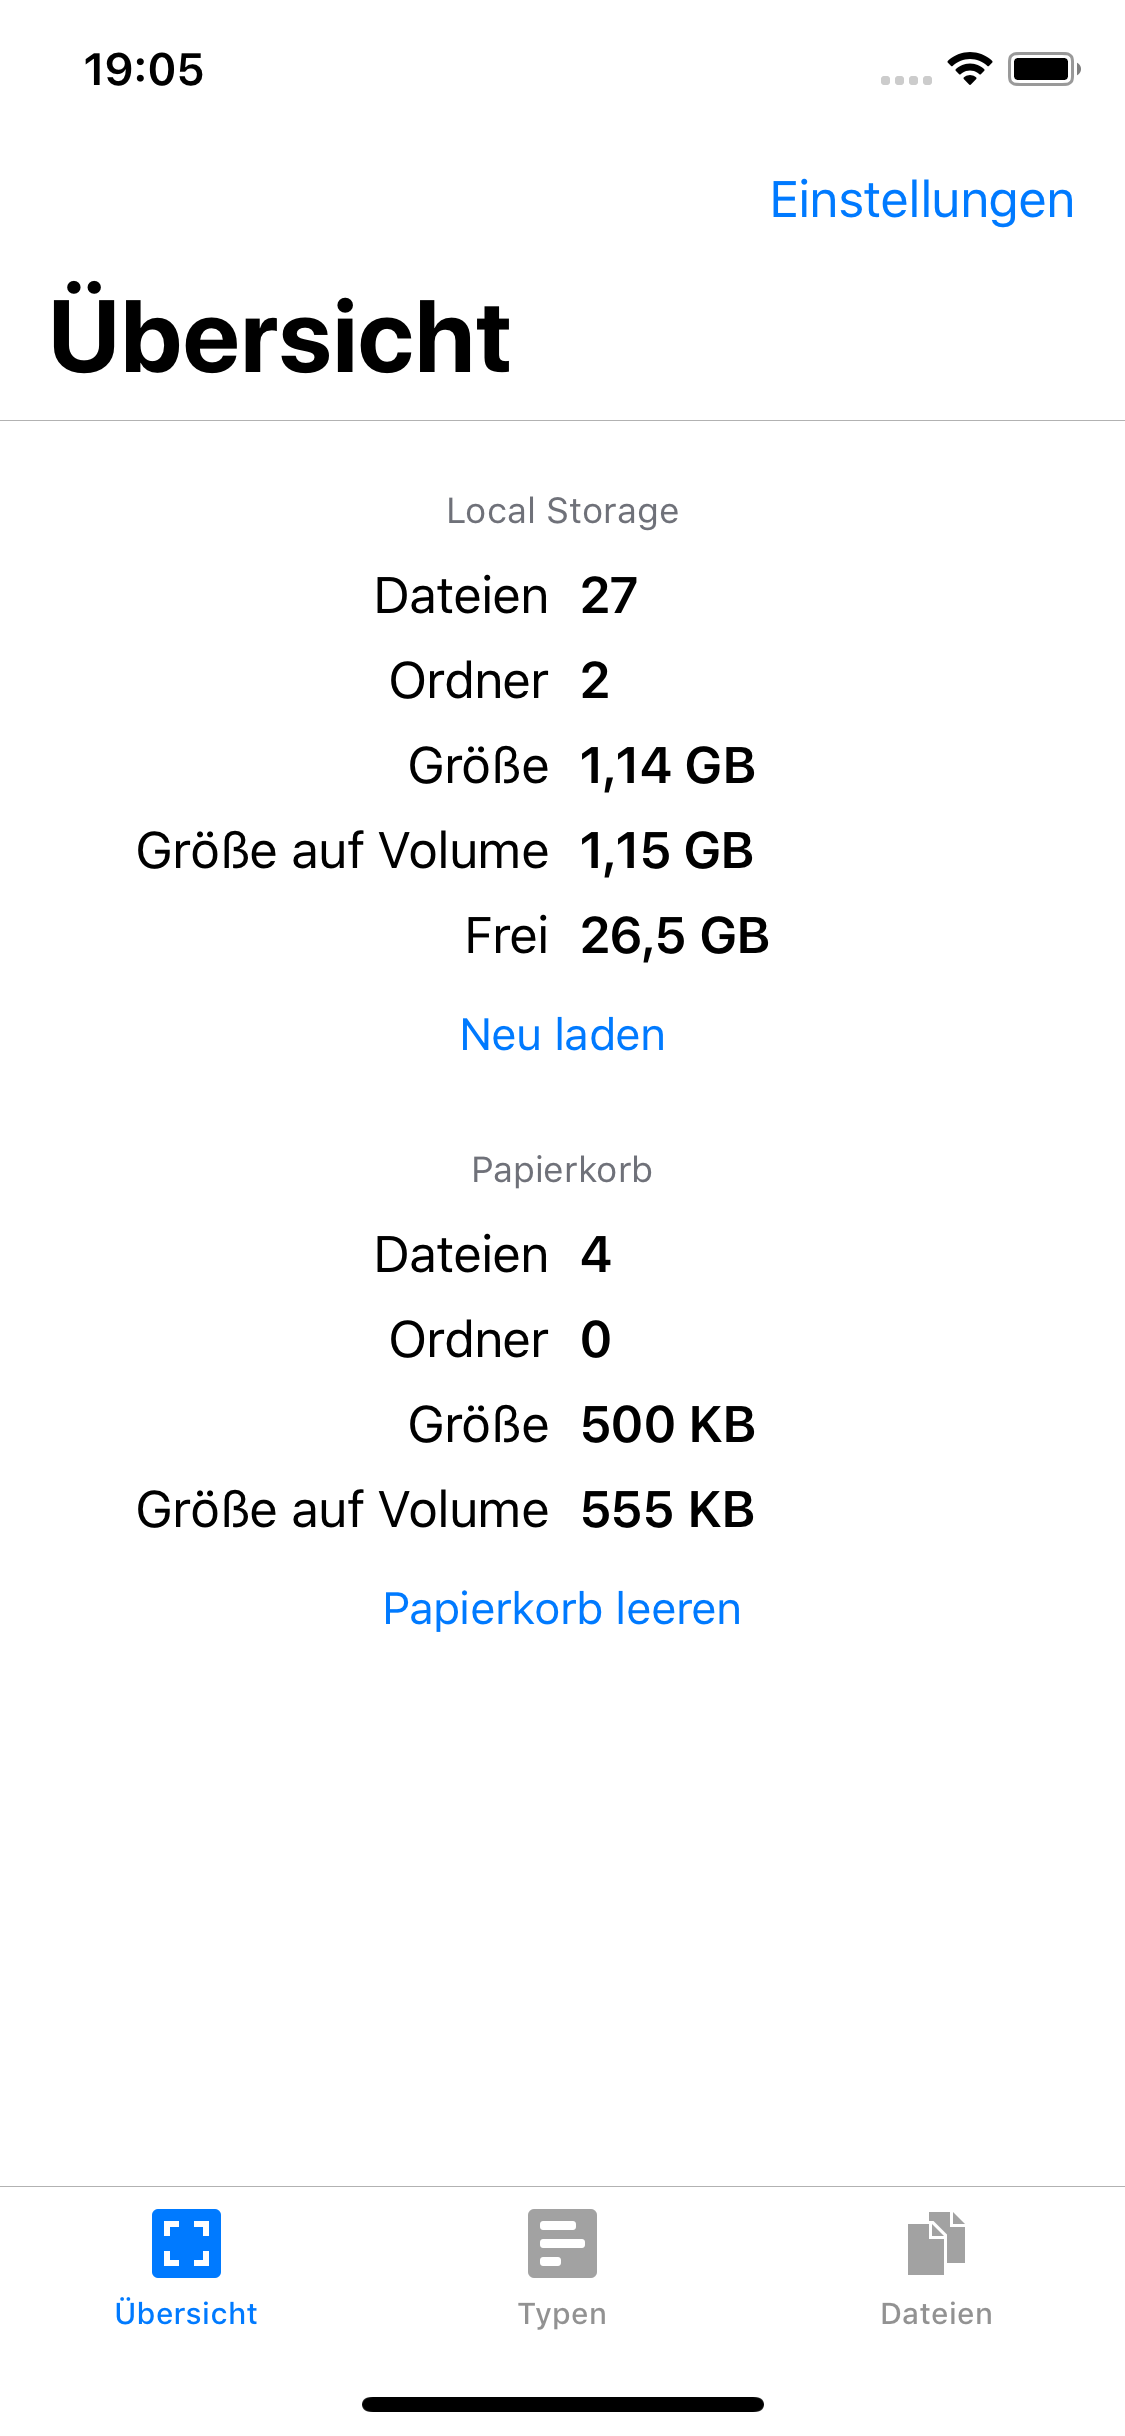 19:05
Einstellungen
Übersicht
Local Storage
Dateien 27
Ordner 2
Größe 1,14 GB
Größe auf Volume 1,15 GB
Frei 26,5 GB
Neu laden
Papierkorb
Dateien 4
Ordner 0
Größe 500 KB
Größe auf Volume 555 KB
Papierkorb leeren
Übersicht Typen Dateien